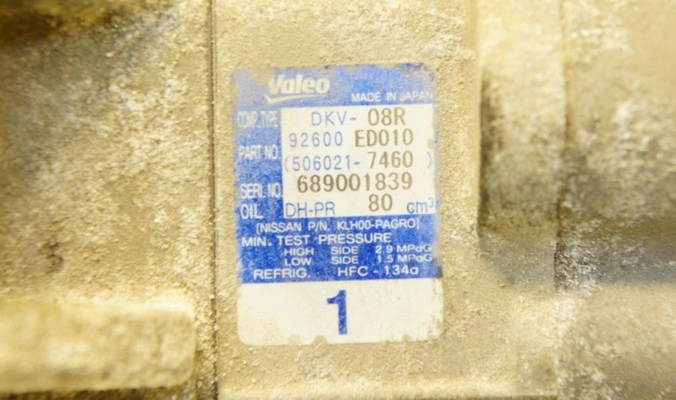 Valeo
MADE IN JAPAN
COMP. TYPE DKV- 08R
PART NO. 92600 ED010
(506021- 7460 )
SERI. NO. 689001839
OIL DH-PR 80 cm³
[NISSAN P/N. KLH00-PAGR0]
MIN. TEST PRESSURE
HIGH SIDE 2.9 MPaG
LOW SIDE 1.5 MPaG
REFRIG. HFC-134a
1